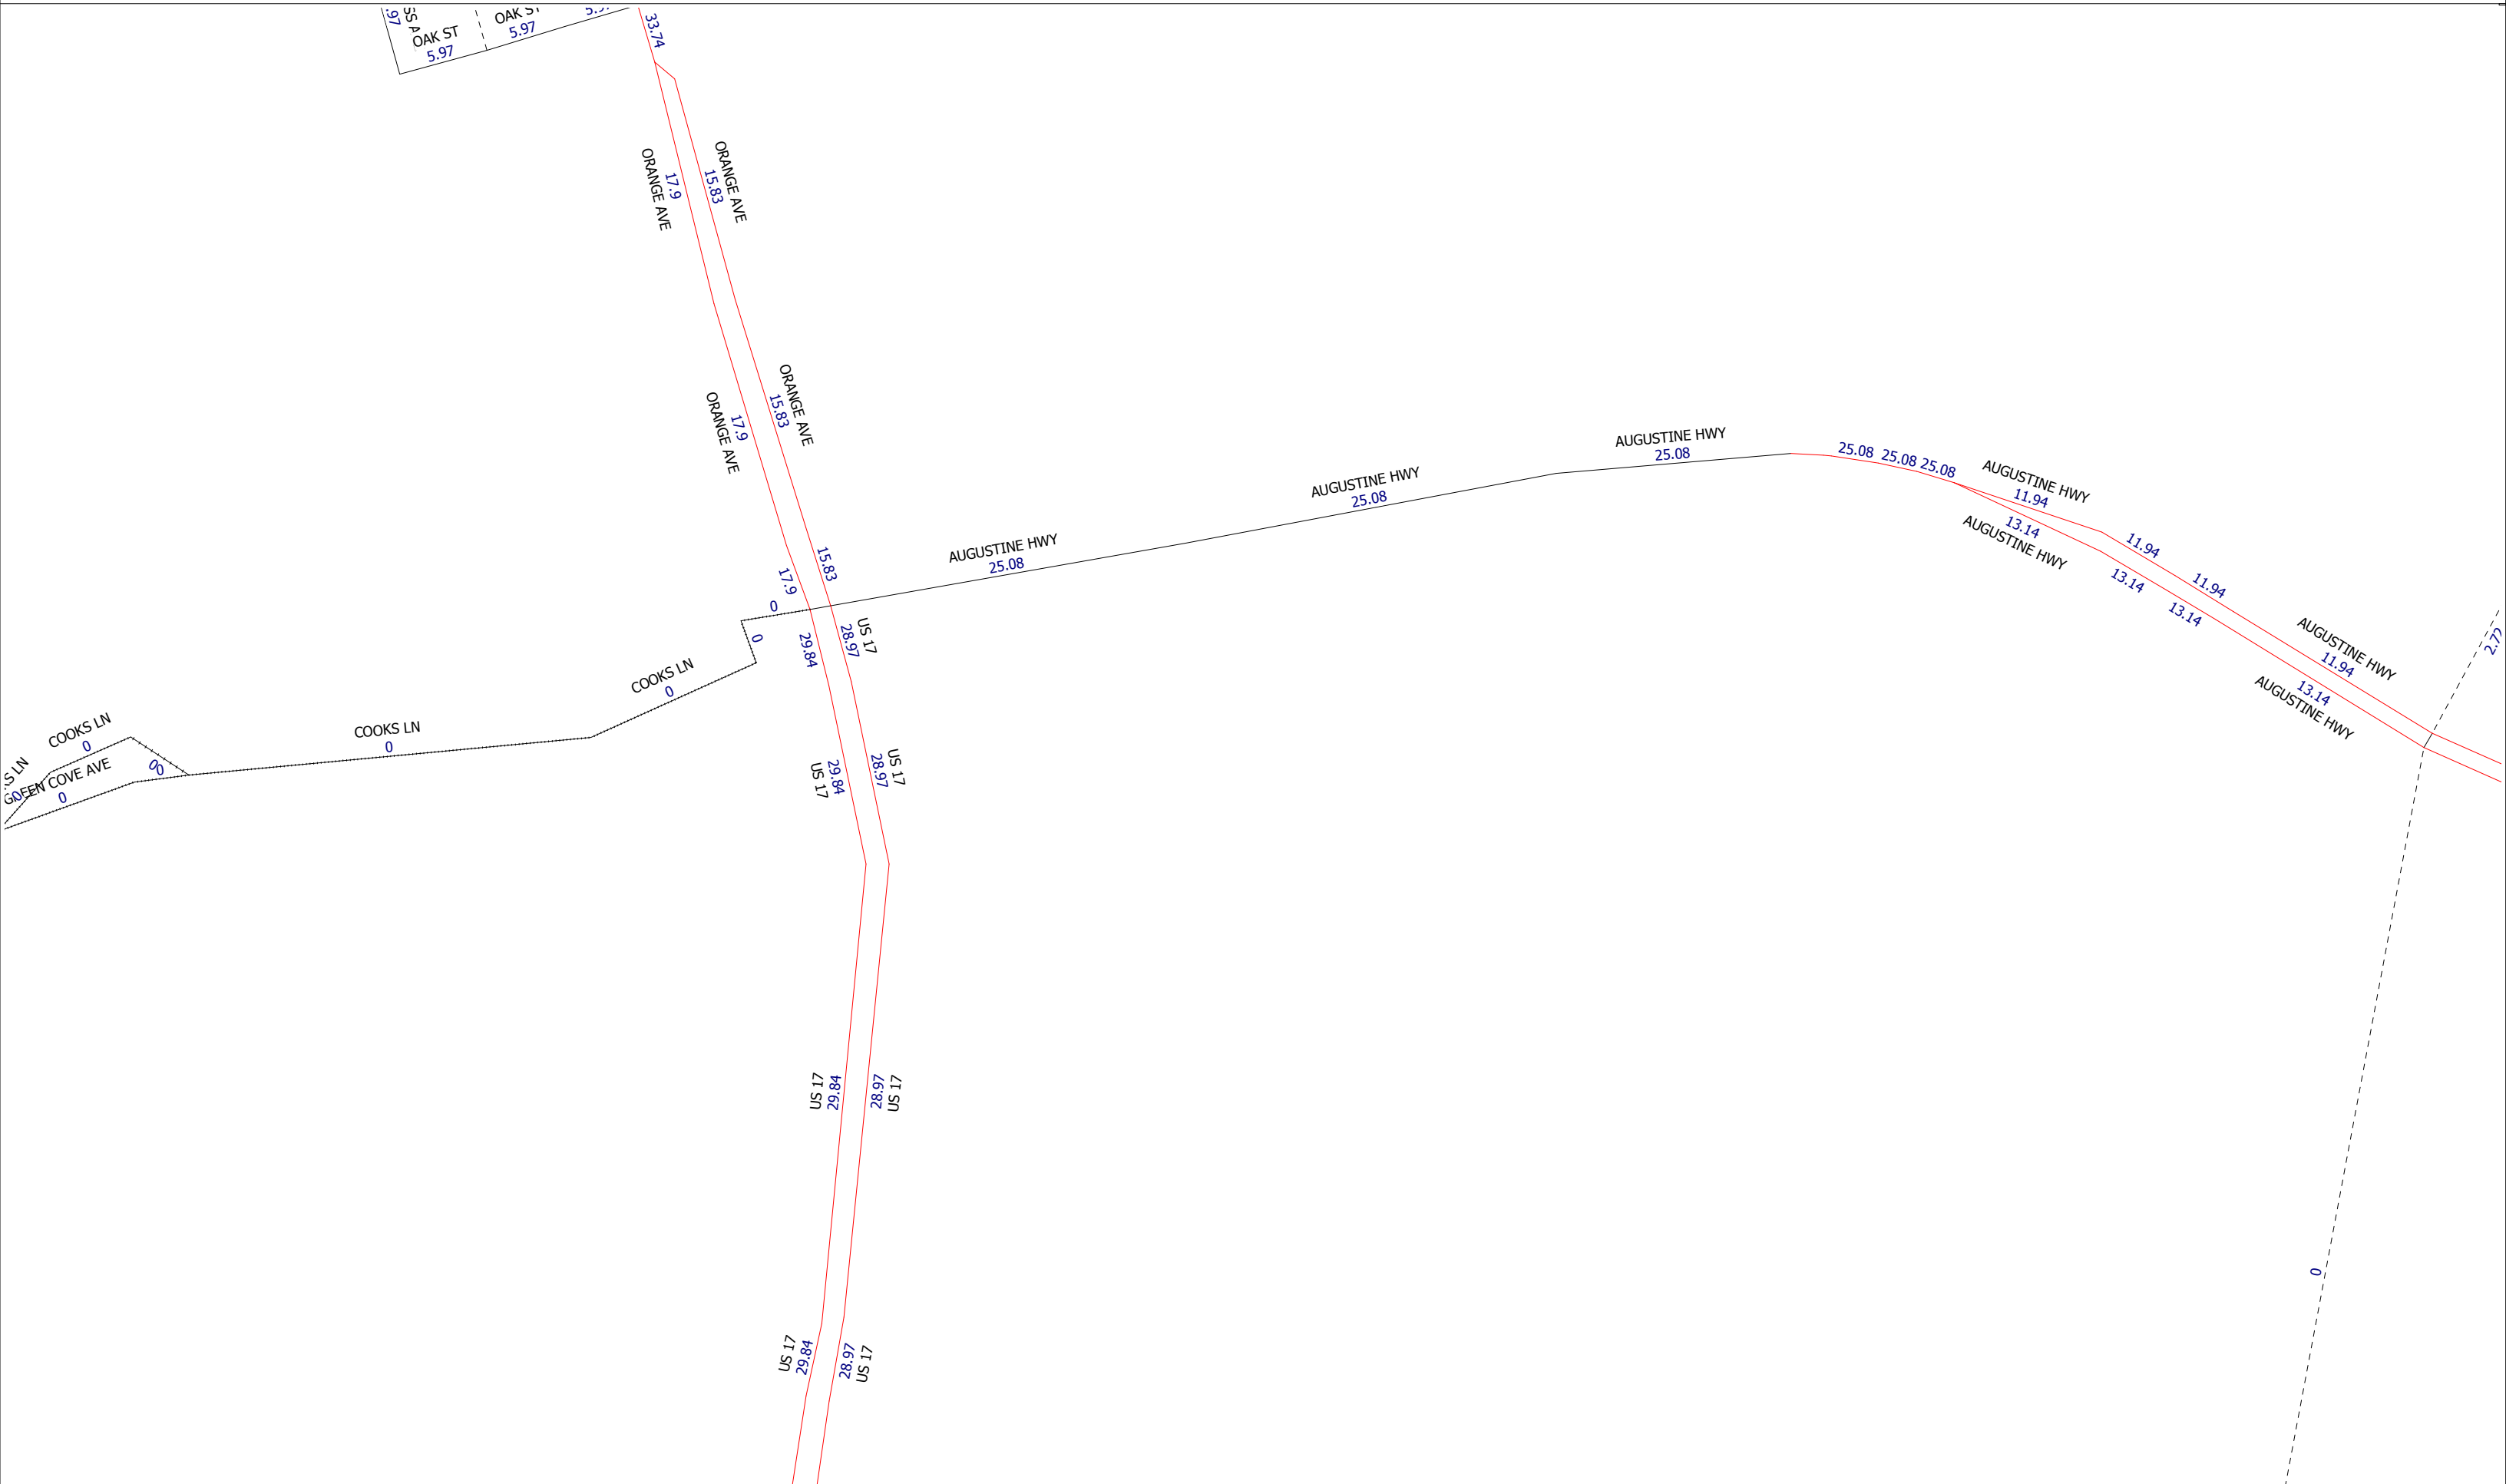 .97
SS A
OAK ST
5.97
OAK ST
5.97
5.97
33.74
ORANGE AVE
17.9
ORANGE AVE
15.83
ORANGE AVE
17.9
ORANGE AVE
15.83
17.9
15.83
AUGUSTINE HWY
25.08
AUGUSTINE HWY
25.08
AUGUSTINE HWY
25.08
25.08
25.08
25.08
AUGUSTINE HWY
11.94
13.14
AUGUSTINE HWY
11.94
13.14
11.94
13.14
AUGUSTINE HWY
11.94
13.14
AUGUSTINE HWY
2.72
0
0
COOKS LN
0
29.84
28.97
US 17
COOKS LN
0
COOKS LN
0
00
S LN
0
GREEN COVE AVE
0
US 17
29.84
28.97
US 17
US 17
29.84
28.97
US 17
0
US 17
29.84
28.97
US 17